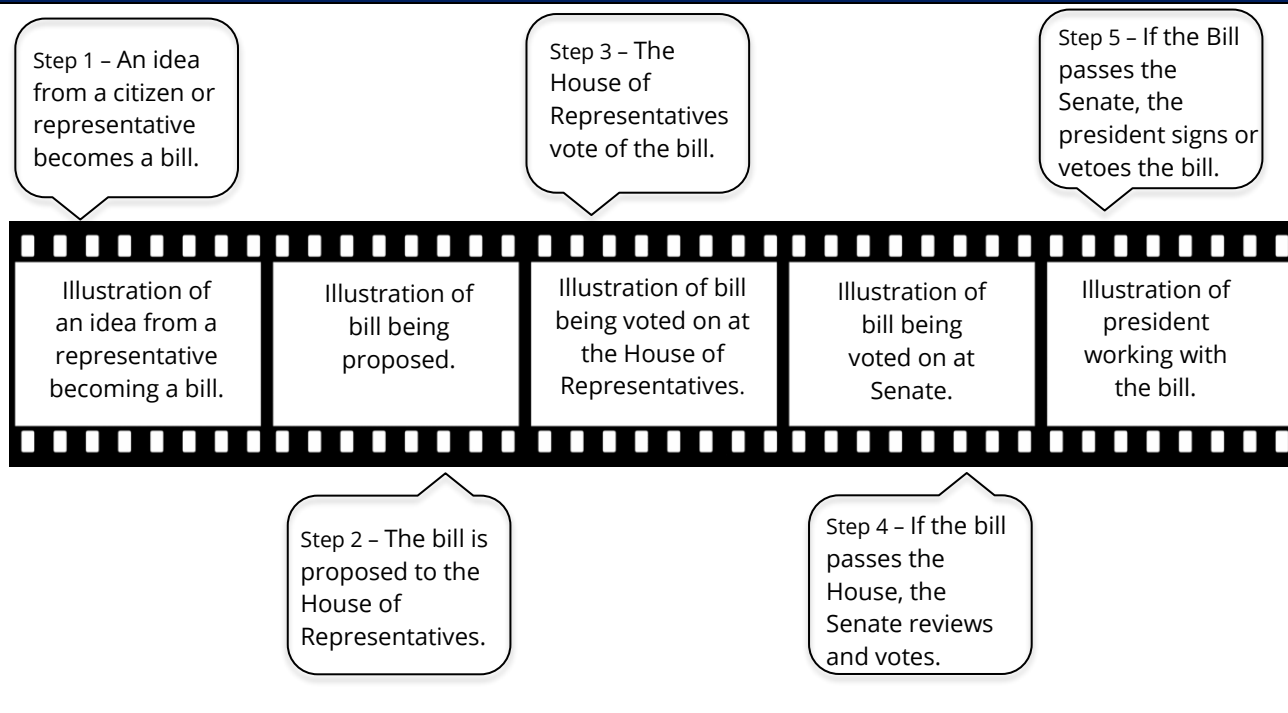 Step 1 – An idea
from a citizen or
representative
becomes a bill.
Step 3 – The
House of
Representatives
vote of the bill.
Step 5 – If the Bill
passes the
Senate, the
president signs or
vetoes the bill.
Illustration of
an idea from a
representative
becoming a bill.
Illustration of
bill being
proposed.
Illustration of bill
being voted on at
the House of
Representatives.
Illustration of
bill being
voted on at
Senate.
Illustration of
president
working with
the bill.
Step 2 – The bill is
proposed to the
House of
Representatives.
Step 4 – If the bill
passes the
House, the
Senate reviews
and votes.